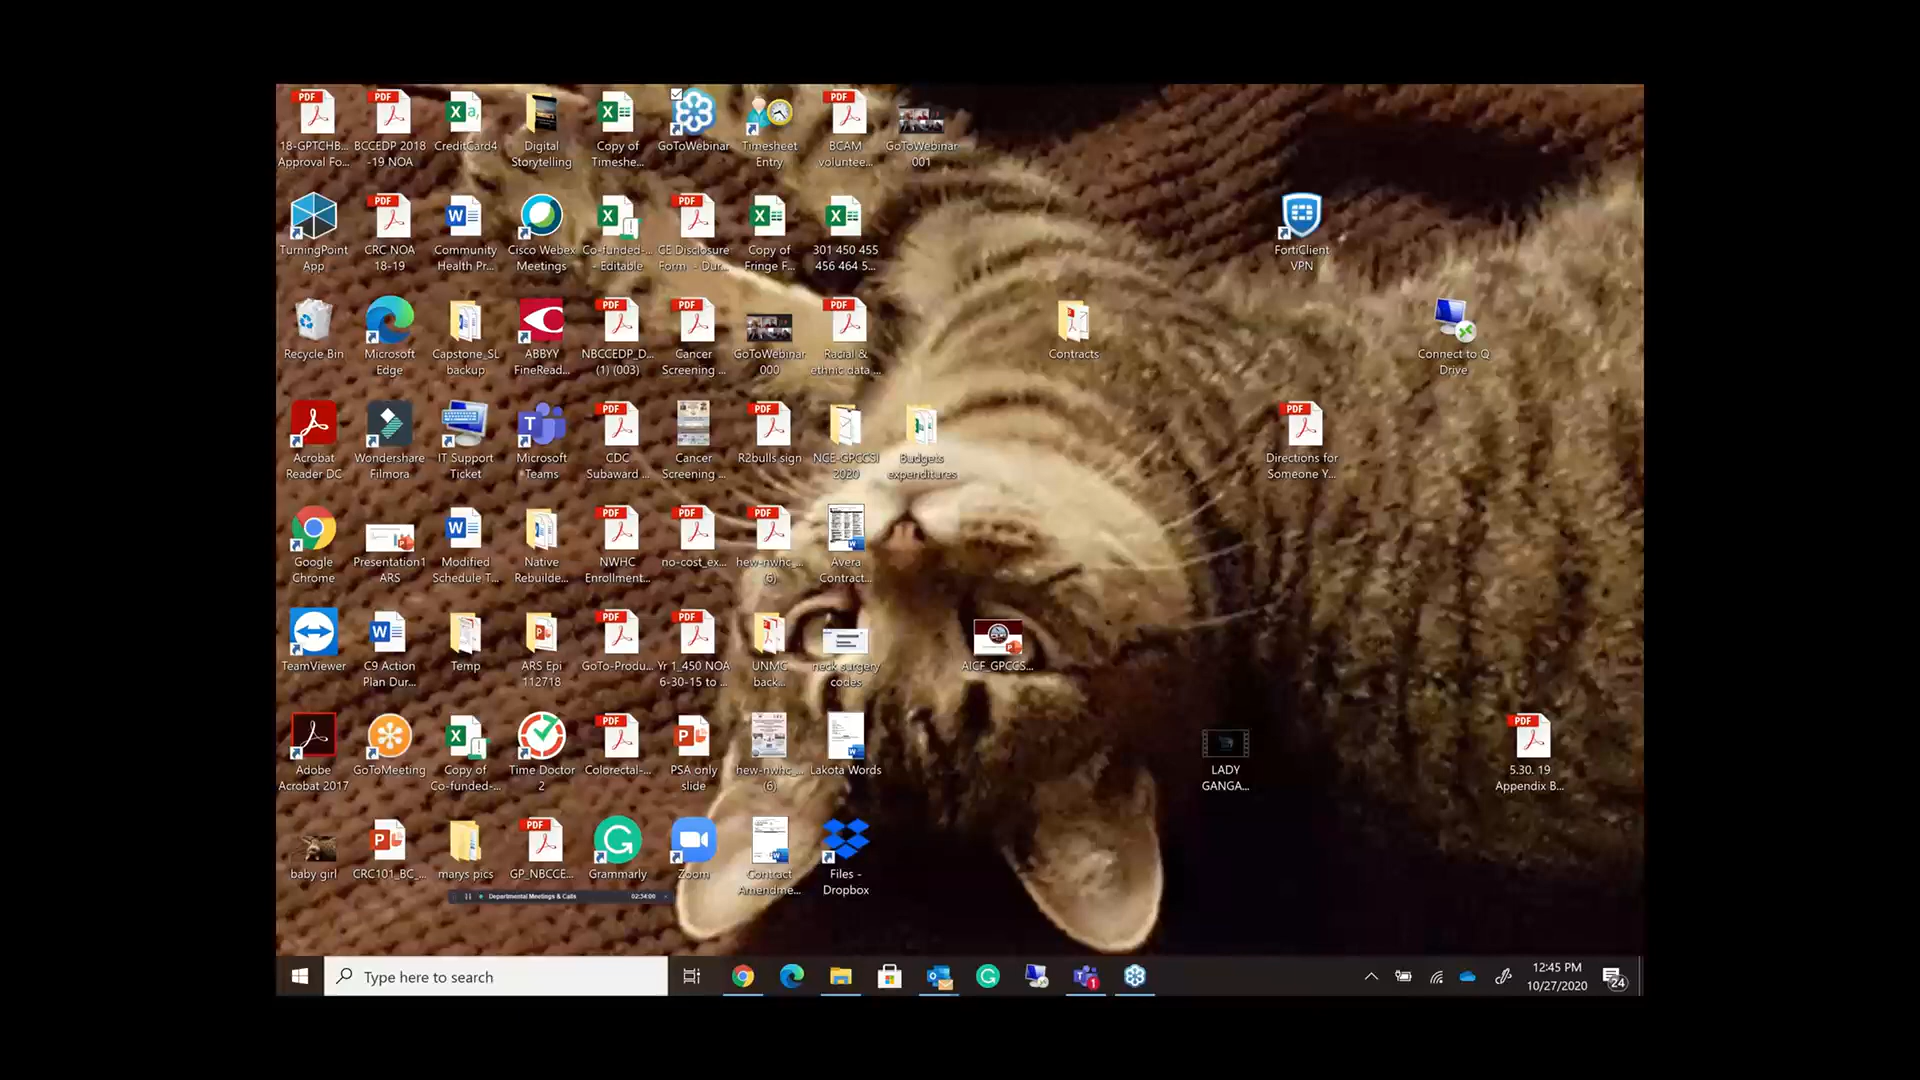 18-GPTCHB...
Approval Fo...
BCCEDP 2018
-19 NOA
CreditCard4
Digital
Storytelling
Copy of
Timeshe...
GoToWebinar
Timesheet
Entry
BCAM
voluntee...
GoToWebinar
001
TurningPoint
App
CRC NOA
18-19
Community
Health Pr...
Cisco Webex
Meetings
Co-funded-...
- Editable
CE Disclosure
Form - Dur...
Copy of
Fringe F...
301 450 455
456 464 5...
FortiClient
VPN
Recycle Bin
Microsoft
Edge
Capstone_SL
backup
ABBYY
FineRead...
NBCCEDP_D...
(1) (003)
Cancer
Screening ...
GoToWebinar
000
Racial &
ethnic data ...
Contracts
Connect to Q
Drive
Acrobat
Reader DC
Wondershare
Filmora
IT Support
Ticket
Microsoft
Teams
CDC
Subaward ...
Cancer
Screening ...
R2bulls sign
NCE-GPCCSI
2020
Budgets
expenditures
Directions for
Someone Y...
Google
Chrome
Presentation1
ARS
Modified
Schedule T...
Native
Rebuilde...
NWHC
Enrollment...
no-cost_ex...
hew-nwhc_...
(6)
Avera
Contract...
TeamViewer
C9 Action
Plan Dur...
Temp
ARS Epi
112718
GoTo-Produ...
Yr 1_450 NOA
6-30-15 to ...
UNMC
back...
neck surgery
codes
AICF_GPCCS...
Adobe
Acrobat 2017
GoToMeeting
Copy of
Co-funded-...
Time Doctor
2
Colorectal-...
PSA only
slide
hew-nwhc_...
(6)
Lakota Words
LADY
GANGA...
5.30. 19
Appendix B...
baby girl
CRC101_BC_...
marys pics
GP_NBCCE...
Grammarly
Zoom
Contract
Amendme...
Files -
Dropbox
Departmental Meetings & Calls 02:34:00
Type here to search
12:45 PM
10/27/2020
24